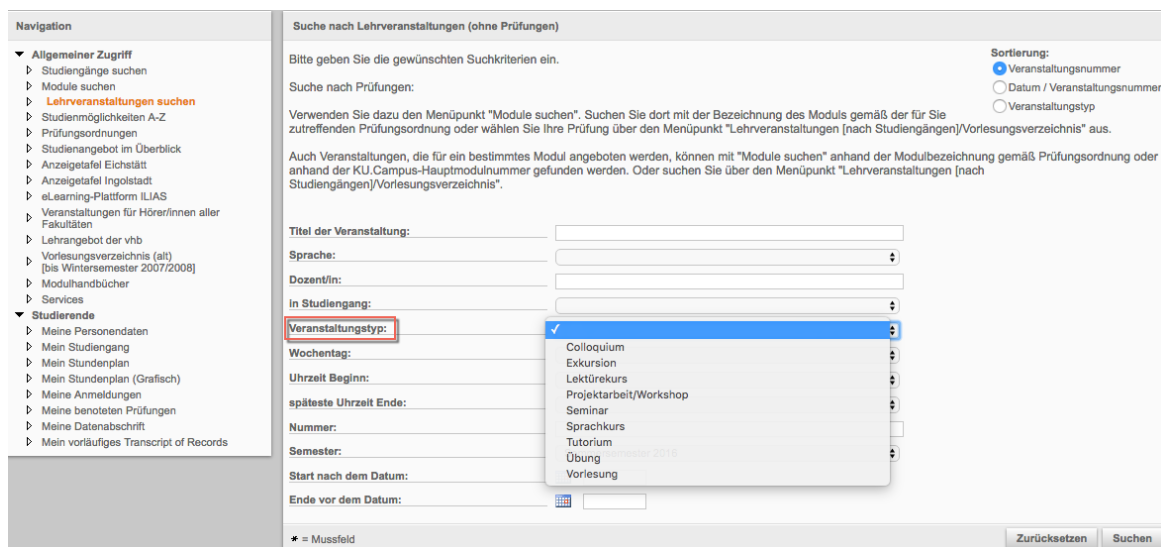 Navigation
Allgemeiner Zugriff
Studiengänge suchen
Module suchen
Lehrveranstaltungen suchen
Studienmöglichkeiten A-Z
Prüfungsordnungen
Studienangebot im Überblick
Anzeigetafel Eichstätt
Anzeigetafel Ingolstadt
eLearning-Plattform ILIAS
Veranstaltungen für Hörer/innen aller
Fakultäten
Lehrangebot der vhb
Vorlesungsverzeichnis (alt)
[bis Wintersemester 2007/2008]
Modulhandbücher
Services
Studierende
Meine Personendaten
Mein Studiengang
Mein Stundenplan
Mein Stundenplan (Grafisch)
Meine Anmeldungen
Meine benoteten Prüfungen
Meine Datenabschrift
Mein vorläufiges Transcript of Records
Suche nach Lehrveranstaltungen (ohne Prüfungen)
Bitte geben Sie die gewünschten Suchkriterien ein.
Sortierung:
Veranstaltungsnummer
Datum / Veranstaltungsnummer
Veranstaltungstyp
Suche nach Prüfungen:
Verwenden Sie dazu den Menüpunkt "Module suchen". Suchen Sie dort mit der Bezeichnung des Moduls gemäß der für Sie
zutreffenden Prüfungsordnung oder wählen Sie Ihre Prüfung über den Menüpunkt "Lehrveranstaltungen [nach Studiengängen]/Vorlesungsverzeichnis" aus.
Auch Veranstaltungen, die für ein bestimmtes Modul angeboten werden, können mit "Module suchen" anhand der Modulbezeichnung gemäß Prüfungsordnung oder
anhand der KU.Campus-Hauptmodulnummer gefunden werden. Oder suchen Sie über den Menüpunkt "Lehrveranstaltungen [nach
Studiengängen]/Vorlesungsverzeichnis".
Titel der Veranstaltung:
Sprache:
Dozent/in:
in Studiengang:
Veranstaltungstyp:
✓
Colloquium
Exkursion
Lektürekurs
Projektarbeit/Workshop
Seminar
Sprachkurs
Tutorium
Übung
Vorlesung
Wochentag:
Uhrzeit Beginn:
späteste Uhrzeit Ende:
Nummer:
Semester:
Start nach dem Datum:
Ende vor dem Datum:
* = Mussfeld
Zurücksetzen
Suchen